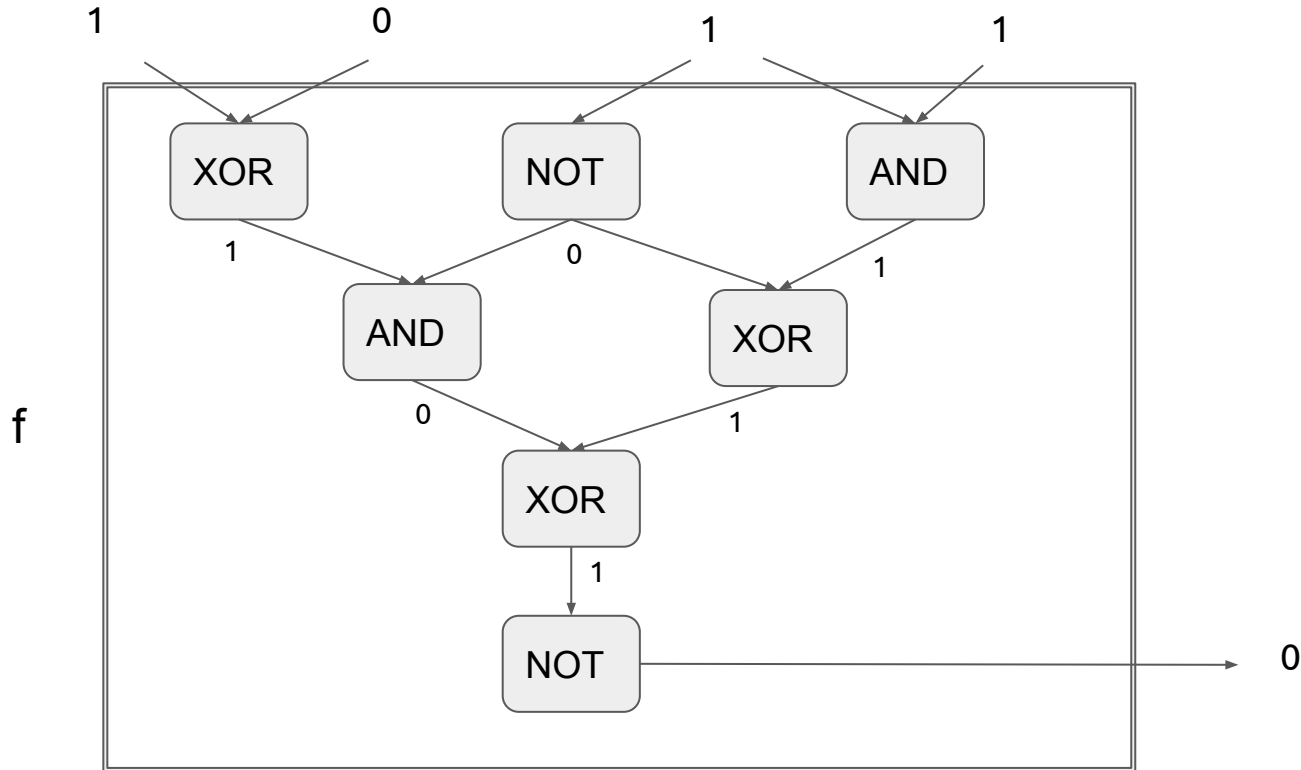 1 0 1 1
XOR NOT AND
1 0 1
AND XOR
0 1
f
XOR
1
NOT 0